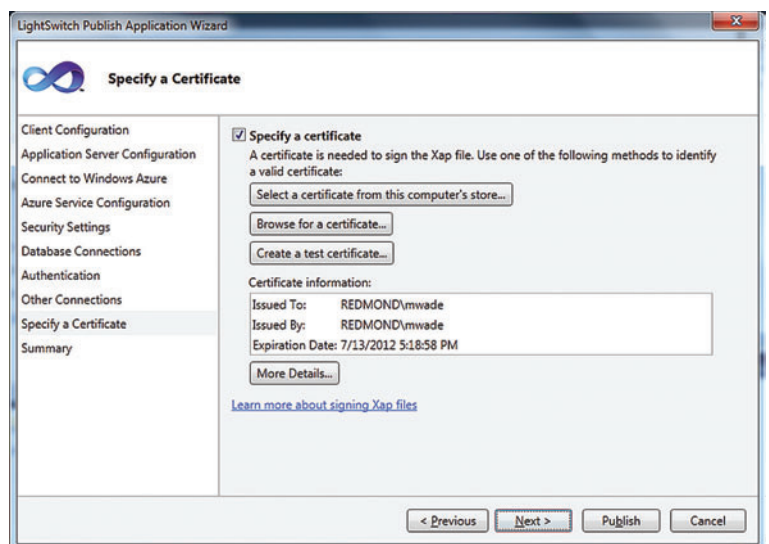 LightSwitch Publish Application Wizard
Specify a Certificate
Client Configuration
Application Server Configuration
Connect to Windows Azure
Azure Service Configuration
Security Settings
Database Connections
Authentication
Other Connections
Specify a Certificate
Summary
Specify a certificate
A certificate is needed to sign the Xap file. Use one of the following methods to identify
a valid certificate:
Select a certificate from this computer's store...
Browse for a certificate...
Create a test certificate...
Certificate information:
Issued To: REDMOND\mwade
Issued By: REDMOND\mwade
Expiration Date: 7/13/2012 5:18:58 PM
More Details...
Learn more about signing Xap files
< Previous Next > Publish Cancel